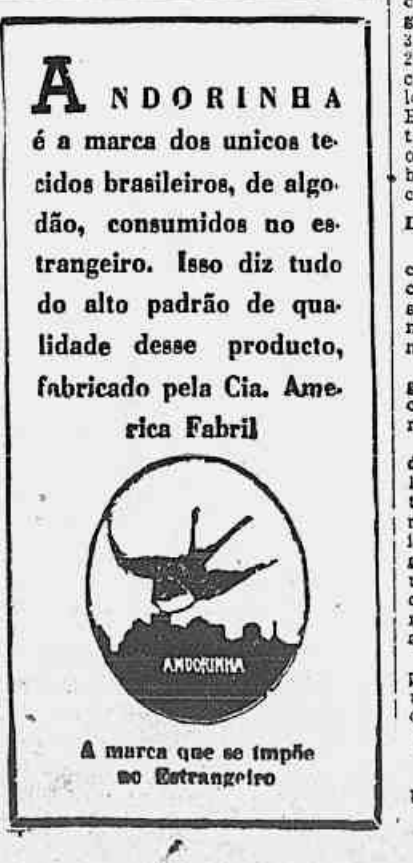 ANDORINHA
é a marca dos unicos te-
cidos brasileiros, de algo-
dão, consumidos no es-
trangeiro. Isso diz tudo
do alto padrão de qua-
lidade desse producto,
fabricado pela Cia. Ame-
rica Fabril
ANDORINHA
A marca que se impõe
no Estrangeiro